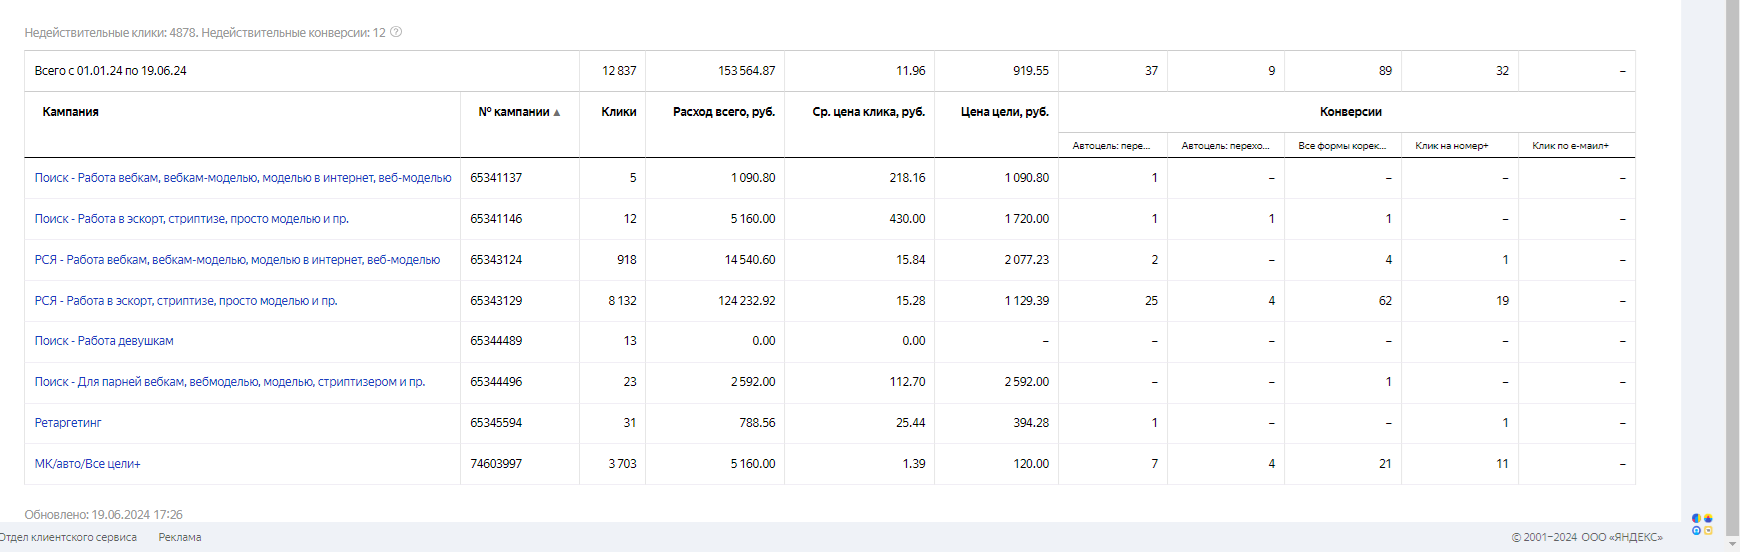 Недействительные клики: 4878. Недействительные конверсии: 12 ?
Всего с 01.01.24 по 19.06.24 12 837 153 564.87 11.96 919.55 37 9 89 32 –
Кампания № кампании ▲ Клики Расход всего, руб. Ср. цена клика, руб. Цена цели, руб. Конверсии
Автоцель: пере... Автоцель: перехо... Все формы корек... Клик на номер+ Клик по е-маил+
Поиск - Работа вебкам, вебкам-моделью, моделью в интернет, веб-моделью 65341137 5 1 090.80 218.16 1 090.80 1 – – – –
Поиск - Работа в эскорт, стриптизе, просто моделью и пр. 65341146 12 5 160.00 430.00 1 720.00 1 1 1 – –
РСЯ - Работа вебкам, вебкам-моделью, моделью в интернет, веб-моделью 65343124 918 14 540.60 15.84 2 077.23 2 – 4 1 –
РСЯ - Работа в эскорт, стриптизе, просто моделью и пр. 65343129 8 132 124 232.92 15.28 1 129.39 25 4 62 19 –
Поиск - Работа девушкам 65344489 13 0.00 0.00 – – – – – –
Поиск - Для парней вебкам, вебмоделью, моделью, стриптизером и пр. 65344496 23 2 592.00 112.70 2 592.00 – – 1 – –
Ретаргетинг 65345594 31 788.56 25.44 394.28 1 – – 1 –
МК/авто/Все цели+ 74603997 3 703 5 160.00 1.39 120.00 7 4 21 11 –
Обновлено: 19.06.2024 17:26
Отдел клиентского сервиса Реклама © 2001–2024 ООО «ЯНДЕКС»